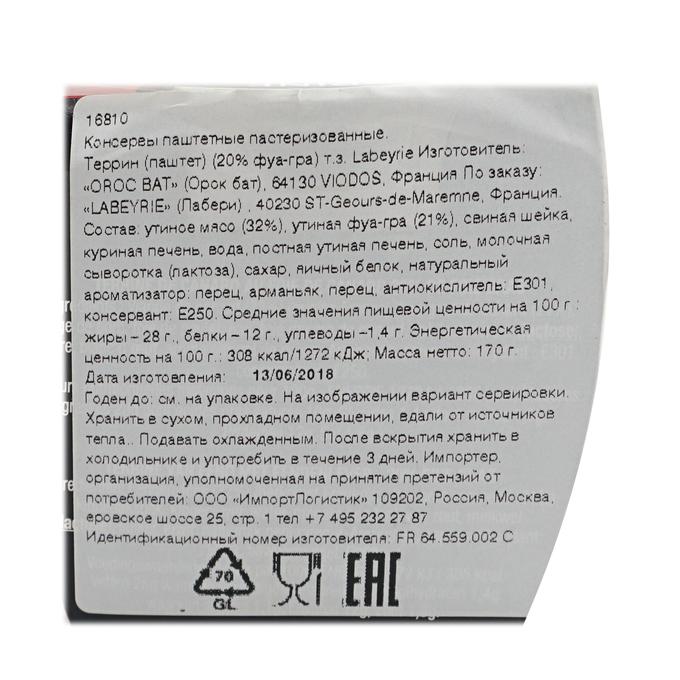 16810
Консервы паштетные пастеризованные.
Террин (паштет) (20% фуа-гра) т.з. Labeyrie Изготовитель:
«OROC BAT» (Орок бат), 64130 VIODOS, Франция По заказу:
«LABEYRIE» (Лабери) , 40230 ST-Geours-de-Maremne, Франция.
Состав: утиное мясо (32%), утиная фуа-гра (21%), свиная шейка,
куриная печень, вода, постная утиная печень, соль, молочная
сыворотка (лактоза), сахар, яичный белок, натуральный
ароматизатор: перец, арманьяк, перец, антиокислитель: Е301,
консервант: Е250. Средние значения пищевой ценности на 100 г :
жиры – 28 г., белки – 12 г., углеводы –1,4 г. Энергетическая
ценность на 100 г.: 308 ккал/1272 кДж; Масса нетто: 170 г.
Дата изготовления: 13/06/2018
Годен до: см. на упаковке. На изображении вариант сервировки.
Хранить в сухом, прохладном помещении, вдали от источников
тепла.. Подавать охлажденным. После вскрытия хранить в
холодильнике и употребить в течение 3 дней. Импортер,
организация, уполномоченная на принятие претензий от
потребителей: ООО «ИмпортЛогистик» 109202, Россия, Москва,
еровское шоссе 25, стр. 1 тел +7 495 232 27 87
Идентификационный номер изготовителя: FR 64.559.002 C
70 EAC
GL